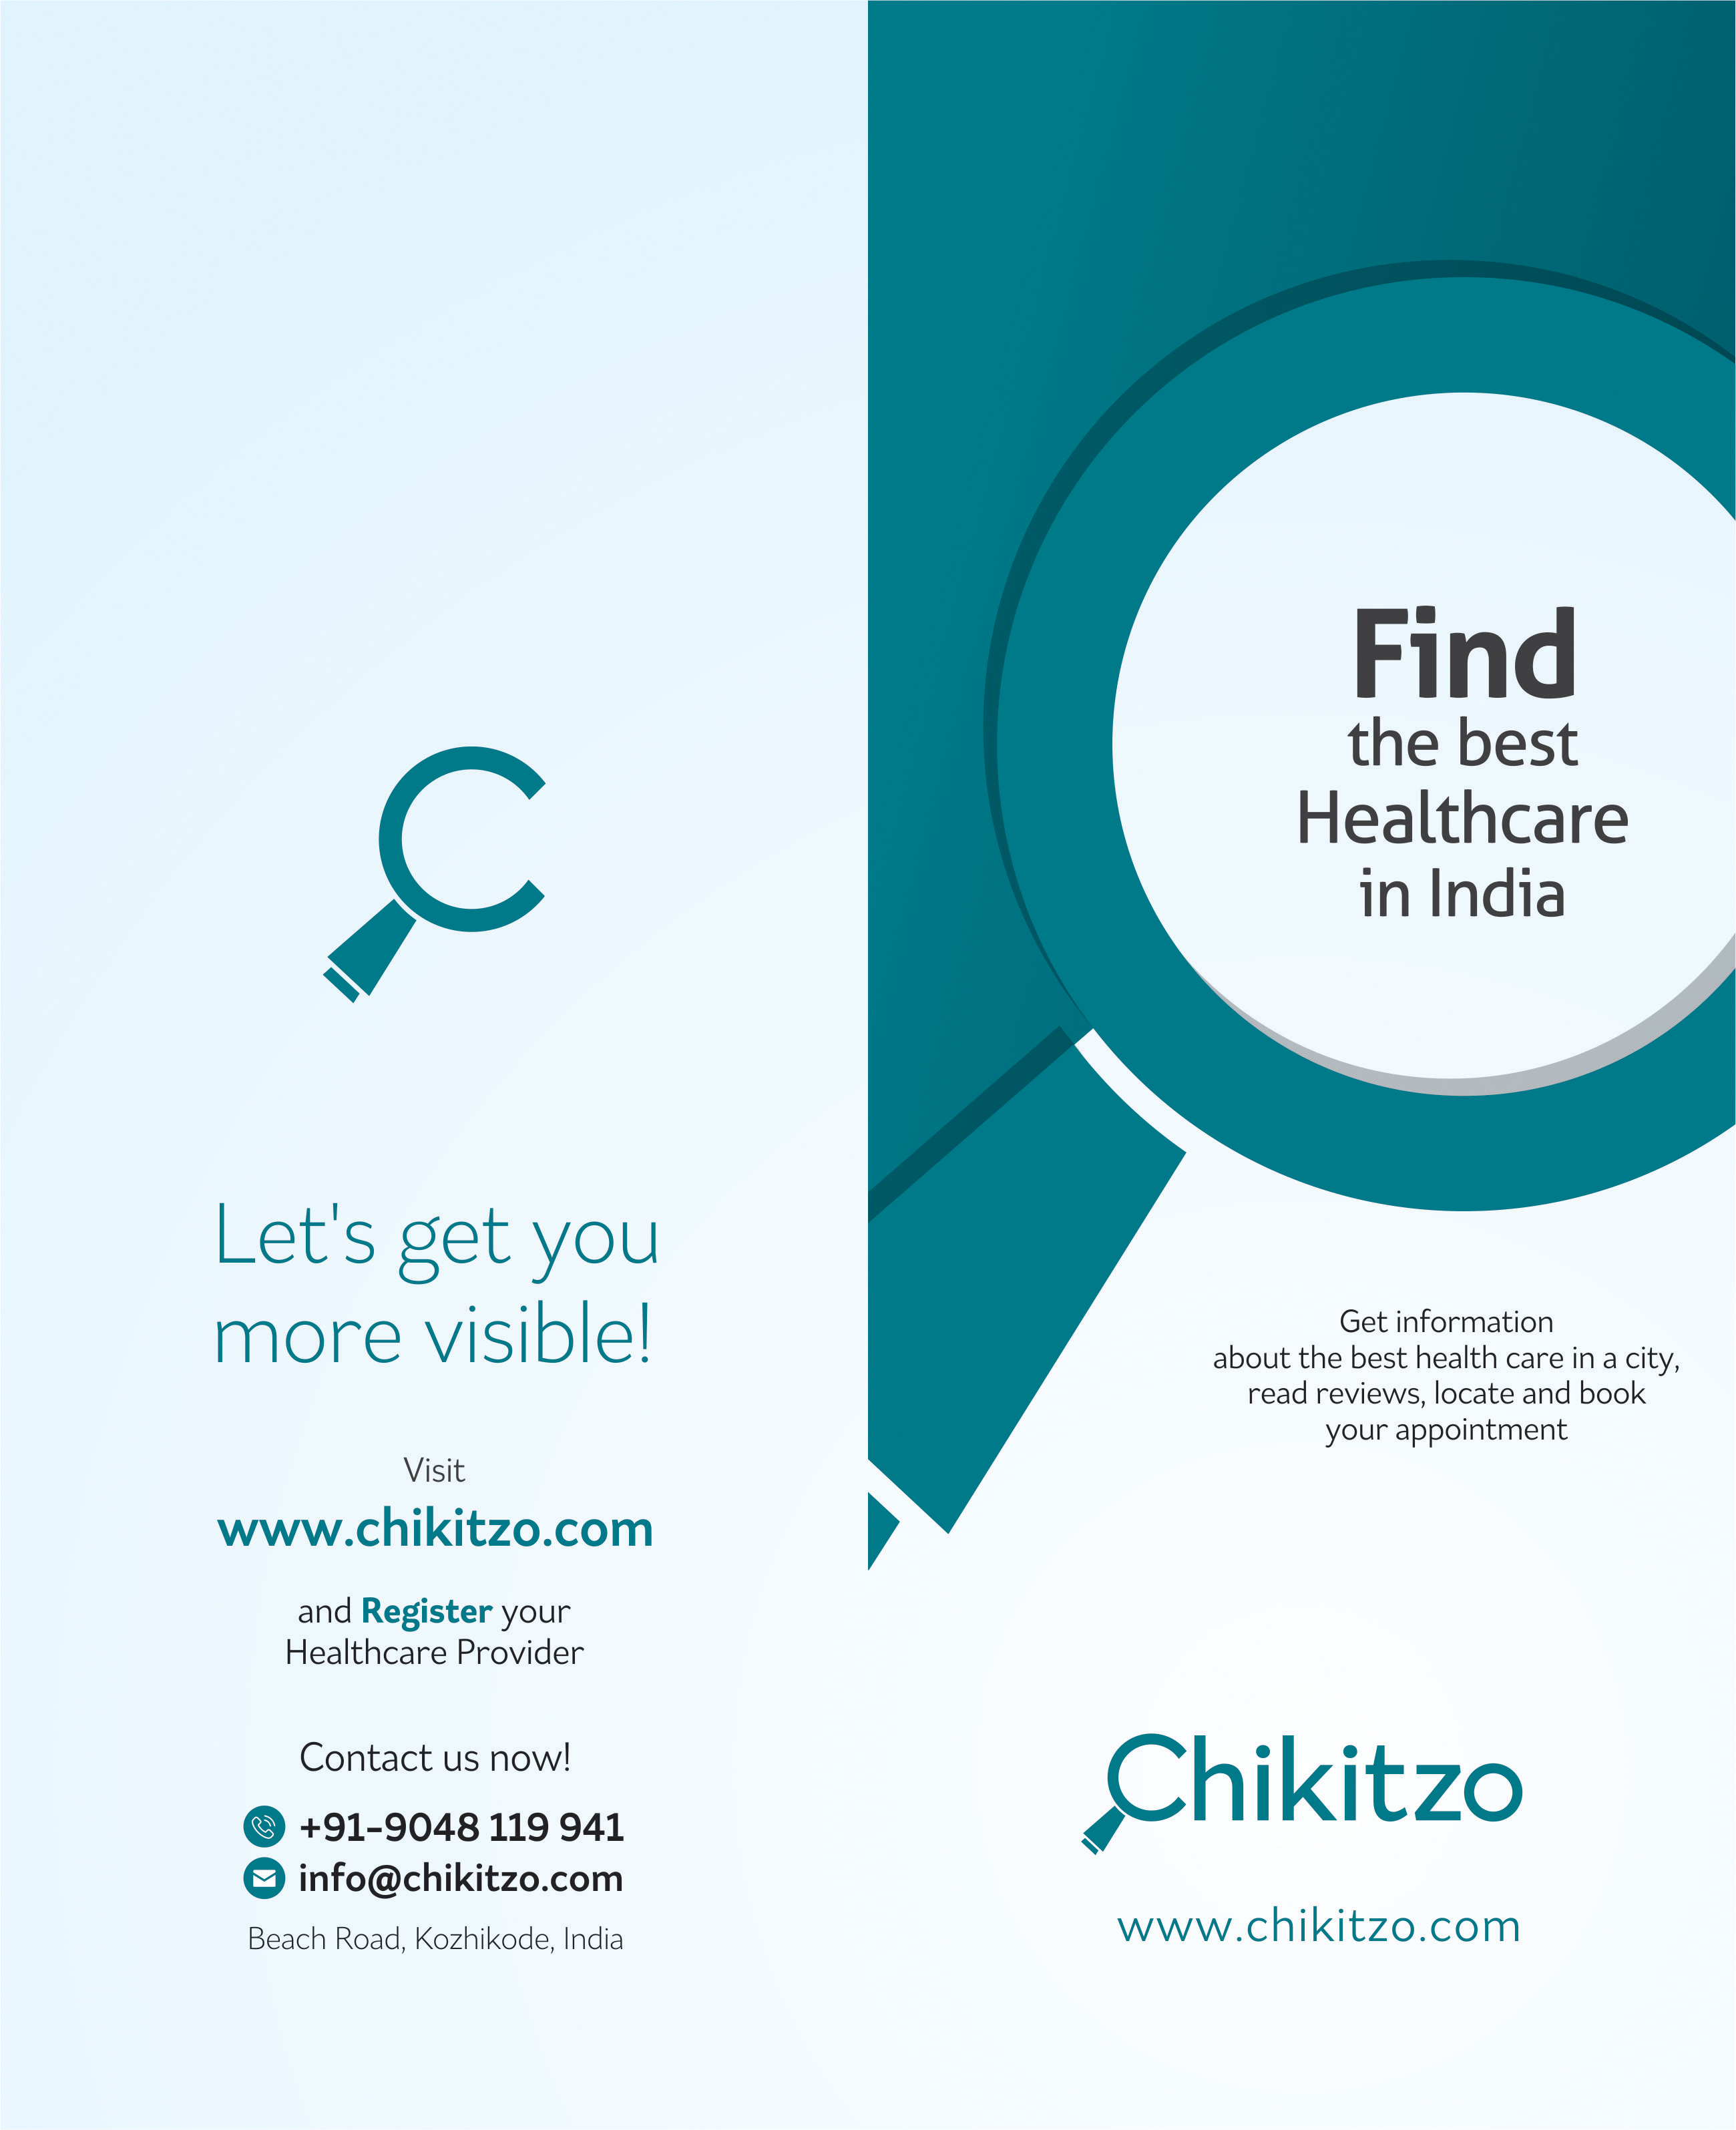 Let's get you
more visible!
Visit
www.chikitzo.com
and Register your
Healthcare Provider
Contact us now!
+91-9048 119 941
info@chikitzo.com
Beach Road, Kozhikode, India
Find
the best
Healthcare
in India
Get information
about the best health care in a city,
read reviews, locate and book
your appointment
Chikitzo
www.chikitzo.com